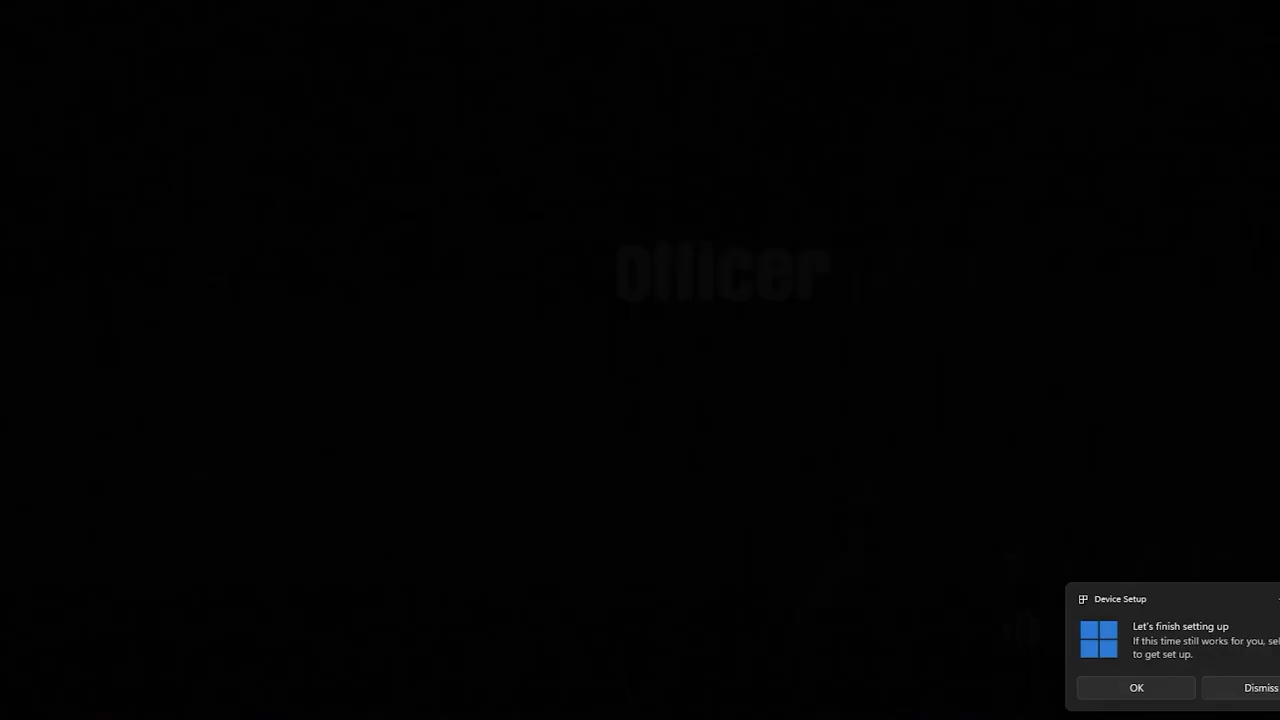 Officer
Device Setup
Let's finish setting up
If this time still works for you, sel
to get set up.
OK
Dismiss